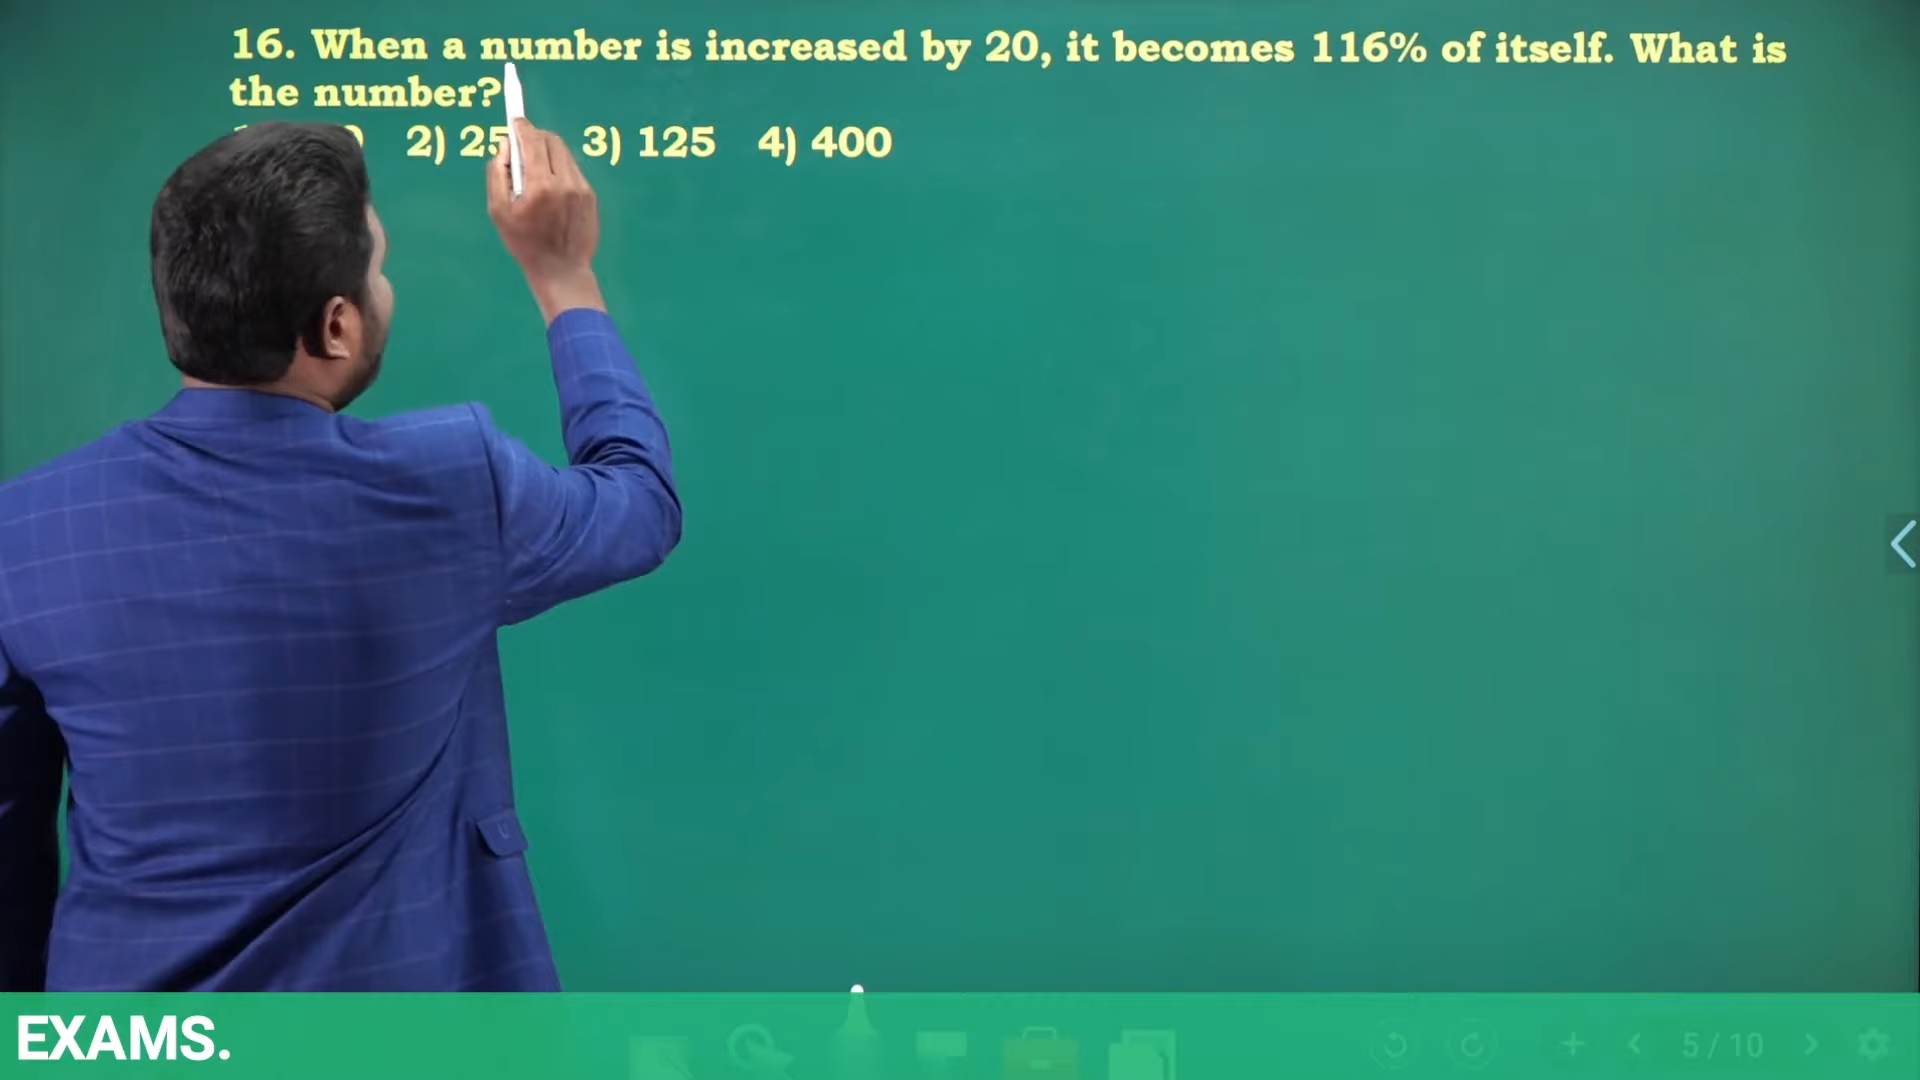 16. When a number is increased by 20, it becomes 116% of itself. What is
the number?
2) 25 3) 125 4) 400
EXAMS.
5 / 10